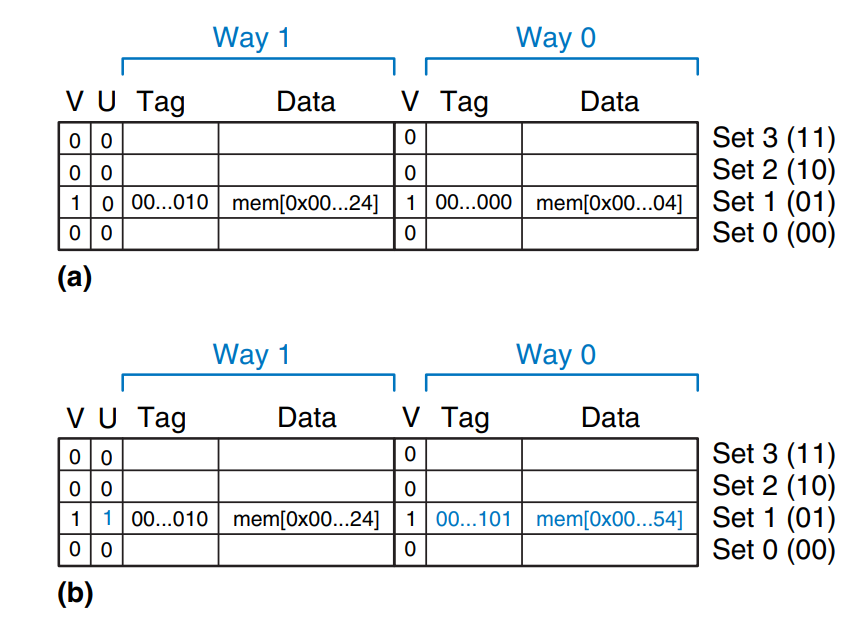 Way 1 Way 0
V U Tag Data V Tag Data
0 0 0 Set 3 (11)
0 0 0 Set 2 (10)
1 0 00...010 mem[0x00...24] 1 00...000 mem[0x00...04] Set 1 (01)
0 0 0 Set 0 (00)
(a)
Way 1 Way 0
V U Tag Data V Tag Data
0 0 0 Set 3 (11)
0 0 0 Set 2 (10)
1 1 00...010 mem[0x00...24] 1 00...101 mem[0x00...54] Set 1 (01)
0 0 0 Set 0 (00)
(b)